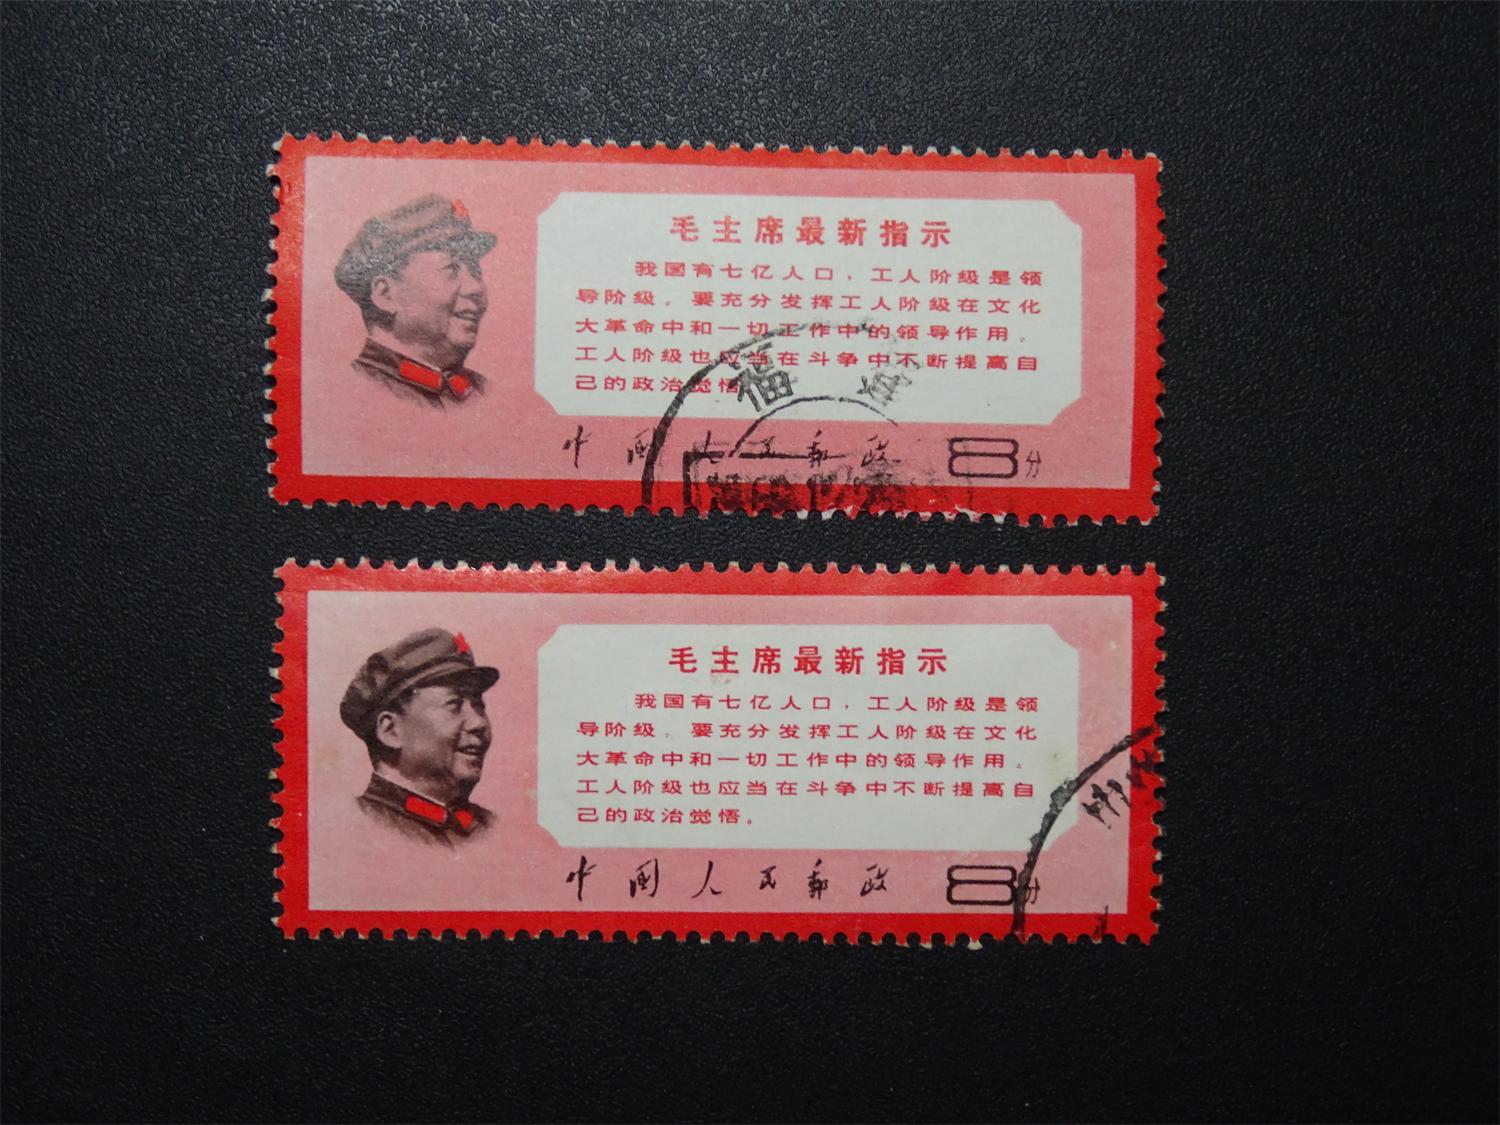 毛主席最新指示
我国有七亿人口，工人阶级是领
导阶级。要充分发挥工人阶级在文化
大革命中和一切工作中的领导作用。
工人阶级也应当在斗争中不断提高自
己的政治觉悟。
中国人民郵政
8分
福
毛主席最新指示
我国有七亿人口，工人阶级是领
导阶级。要充分发挥工人阶级在文化
大革命中和一切工作中的领导作用。
工人阶级也应当在斗争中不断提高自
己的政治觉悟。
中国人民郵政
8分